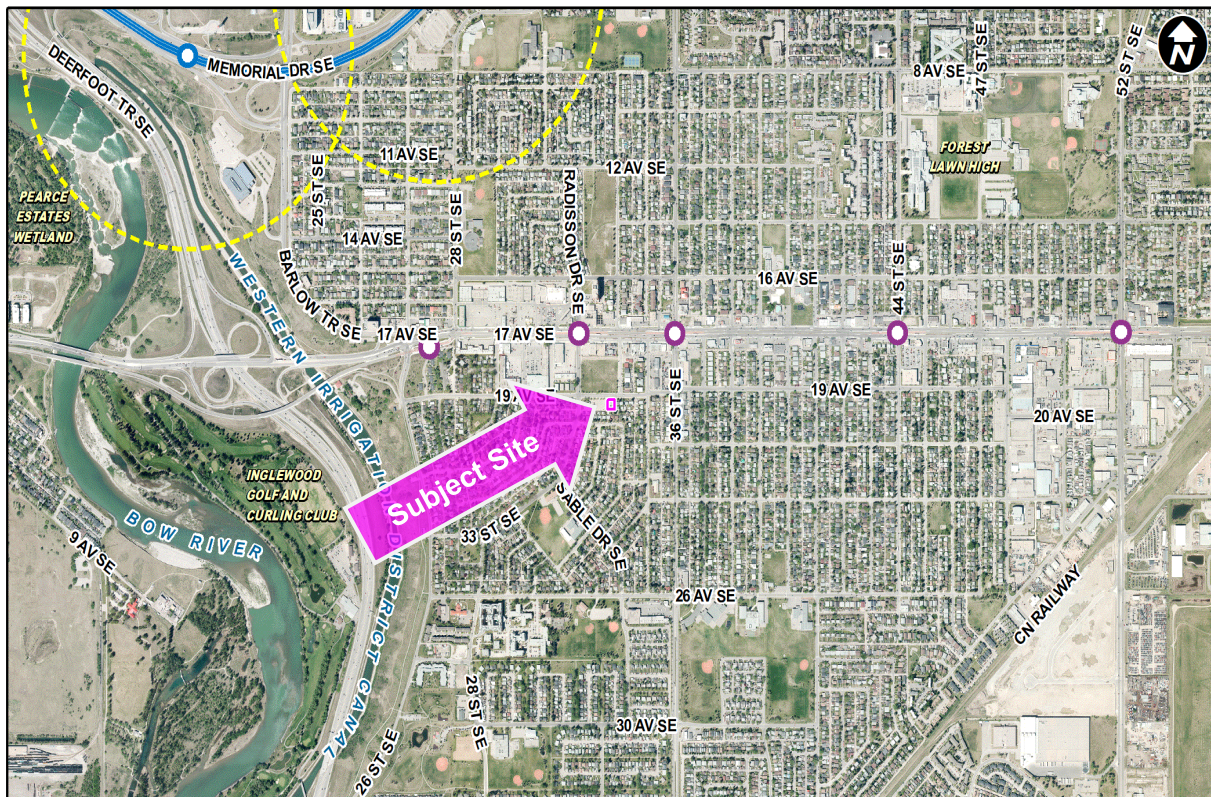 N
52 ST SE
DEERFOOT TR SE
MEMORIAL DR SE
8 AV SE
47 ST SE
FOREST
LAWN HIGH
11 AV SE
12 AV SE
25 ST SE
RADISSON DR SE
PEARCE
ESTATES
WETLAND
28 ST SE
14 AV SE
WESTERN IRRIGATION DISTRICT CANAL
BARLOW TR SE
16 AV SE
44 ST SE
17 AV SE
17 AV SE
19 AV SE
36 ST SE
19 AV SE
20 AV SE
Subject Site
INGLEWOOD
GOLF AND
CURLING CLUB
SABLE DR SE
33 ST SE
BOW RIVER
9 AV SE
26 AV SE
CN RAILWAY
28 ST SE
30 AV SE
26 ST SE